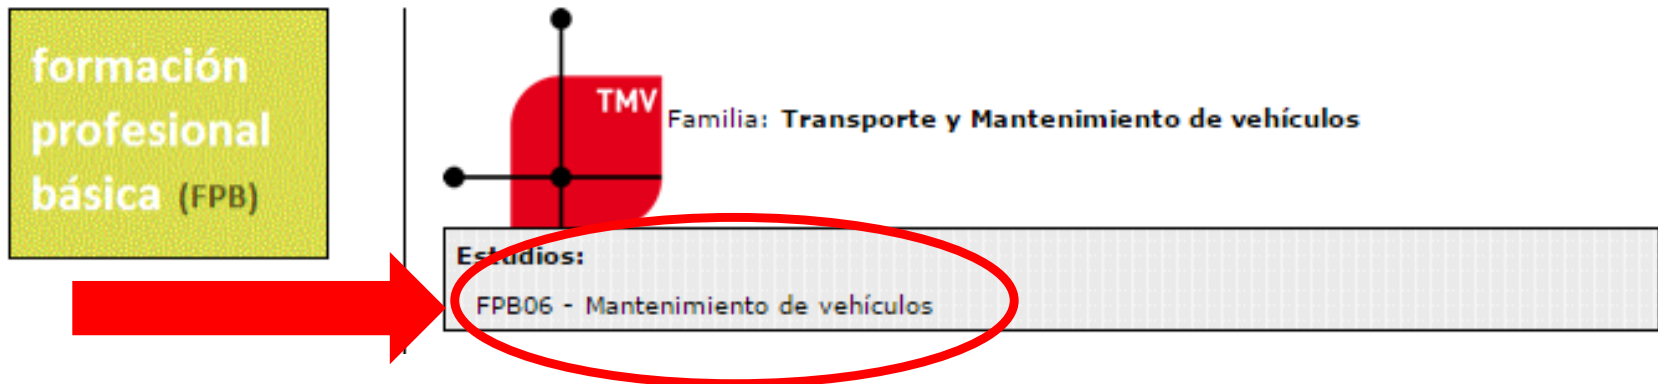 formación
profesional
básica (FPB)
TMV
Familia: Transporte y Mantenimiento de vehículos
Estudios:
FPB06 - Mantenimiento de vehículos